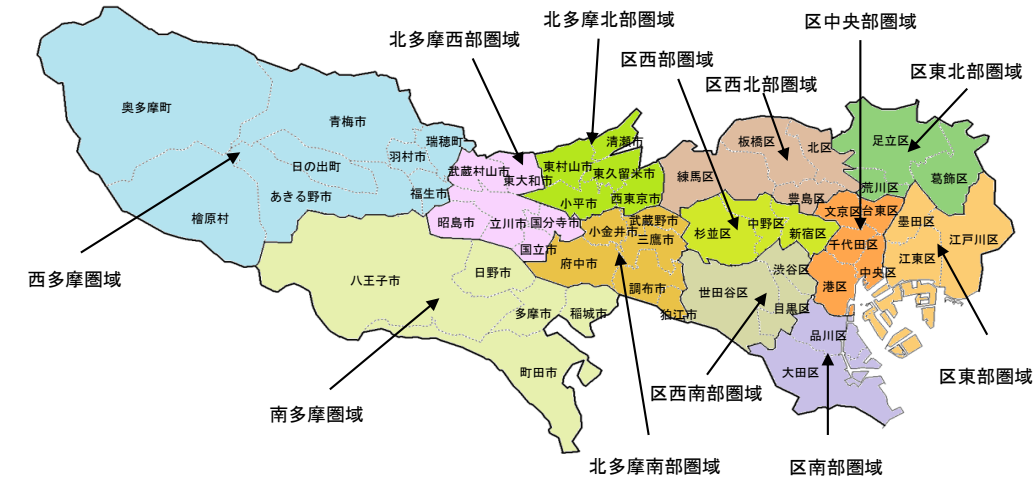 区中央部圏域
北多摩北部圏域
北多摩西部圏域
区西部圏域
区西北部圏域
区東北部圏域
奥多摩町
青梅市
瑞穂町
羽村市
日の出町
あきる野市
福生市
檜原村
武蔵村山市
東大和市
昭島市
立川市
国分寺市
国立市
清瀬市
東村山市
東久留米市
小平市
西東京市
武蔵野市
小金井市
三鷹市
府中市
調布市
狛江市
板橋区
北区
練馬区
豊島区
足立区
荒川区
葛飾区
杉並区
中野区
新宿区
文京区
台東区
千代田区
中央区
港区
墨田区
江戸川区
江東区
渋谷区
世田谷区
目黒区
品川区
大田区
八王子市
日野市
多摩市
稲城市
町田市
西多摩圏域
南多摩圏域
区西南部圏域
区東部圏域
北多摩南部圏域
区南部圏域